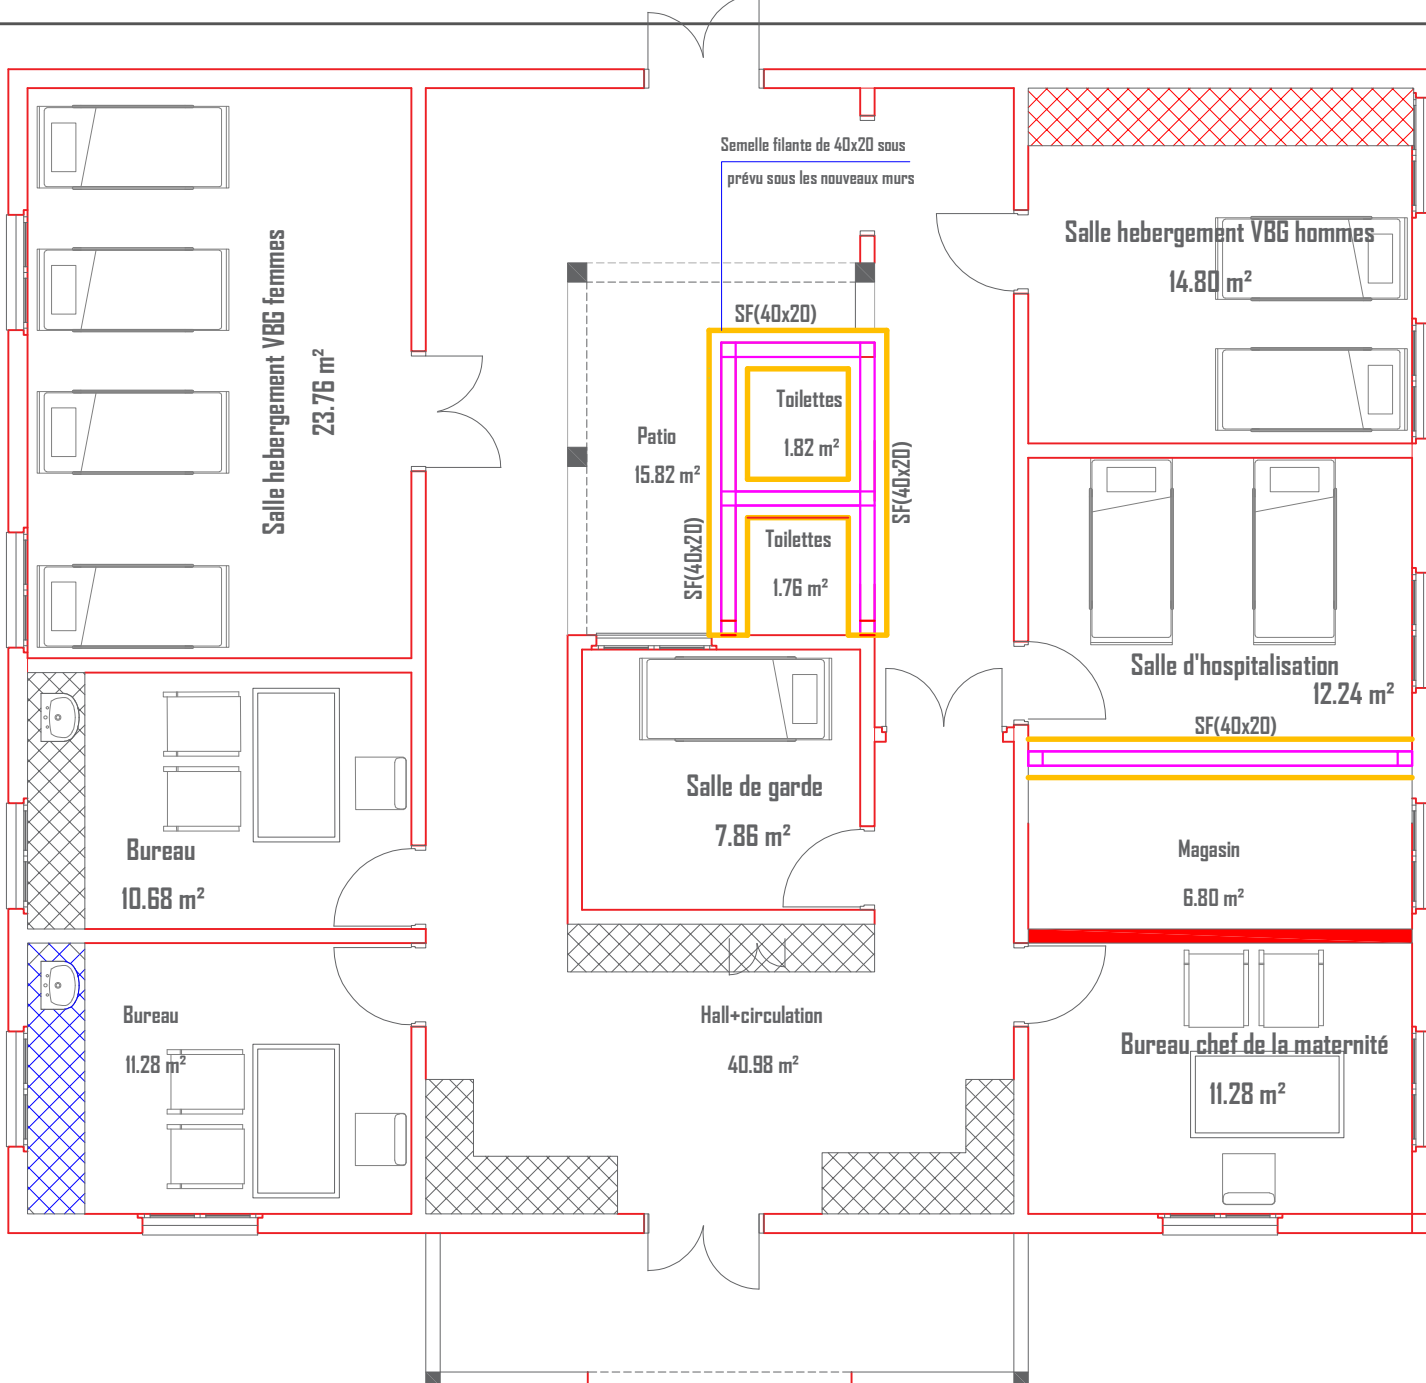 Semelle filante de 40x20 sous
prévu sous les nouveaux murs
Salle hebergement VBG femmes
23.76 m²
Salle hebergement VBG hommes
14.80 m²
SF(40x20)
Toilettes
1.82 m²
Patio
15.82 m²
SF(40x20)
SF(40x20)
Toilettes
1.76 m²
Salle d'hospitalisation
12.24 m²
SF(40x20)
Salle de garde
7.86 m²
Bureau
10.68 m²
Magasin
6.80 m²
Bureau
11.28 m²
Hall+circulation
40.98 m²
Bureau chef de la maternité
11.28 m²